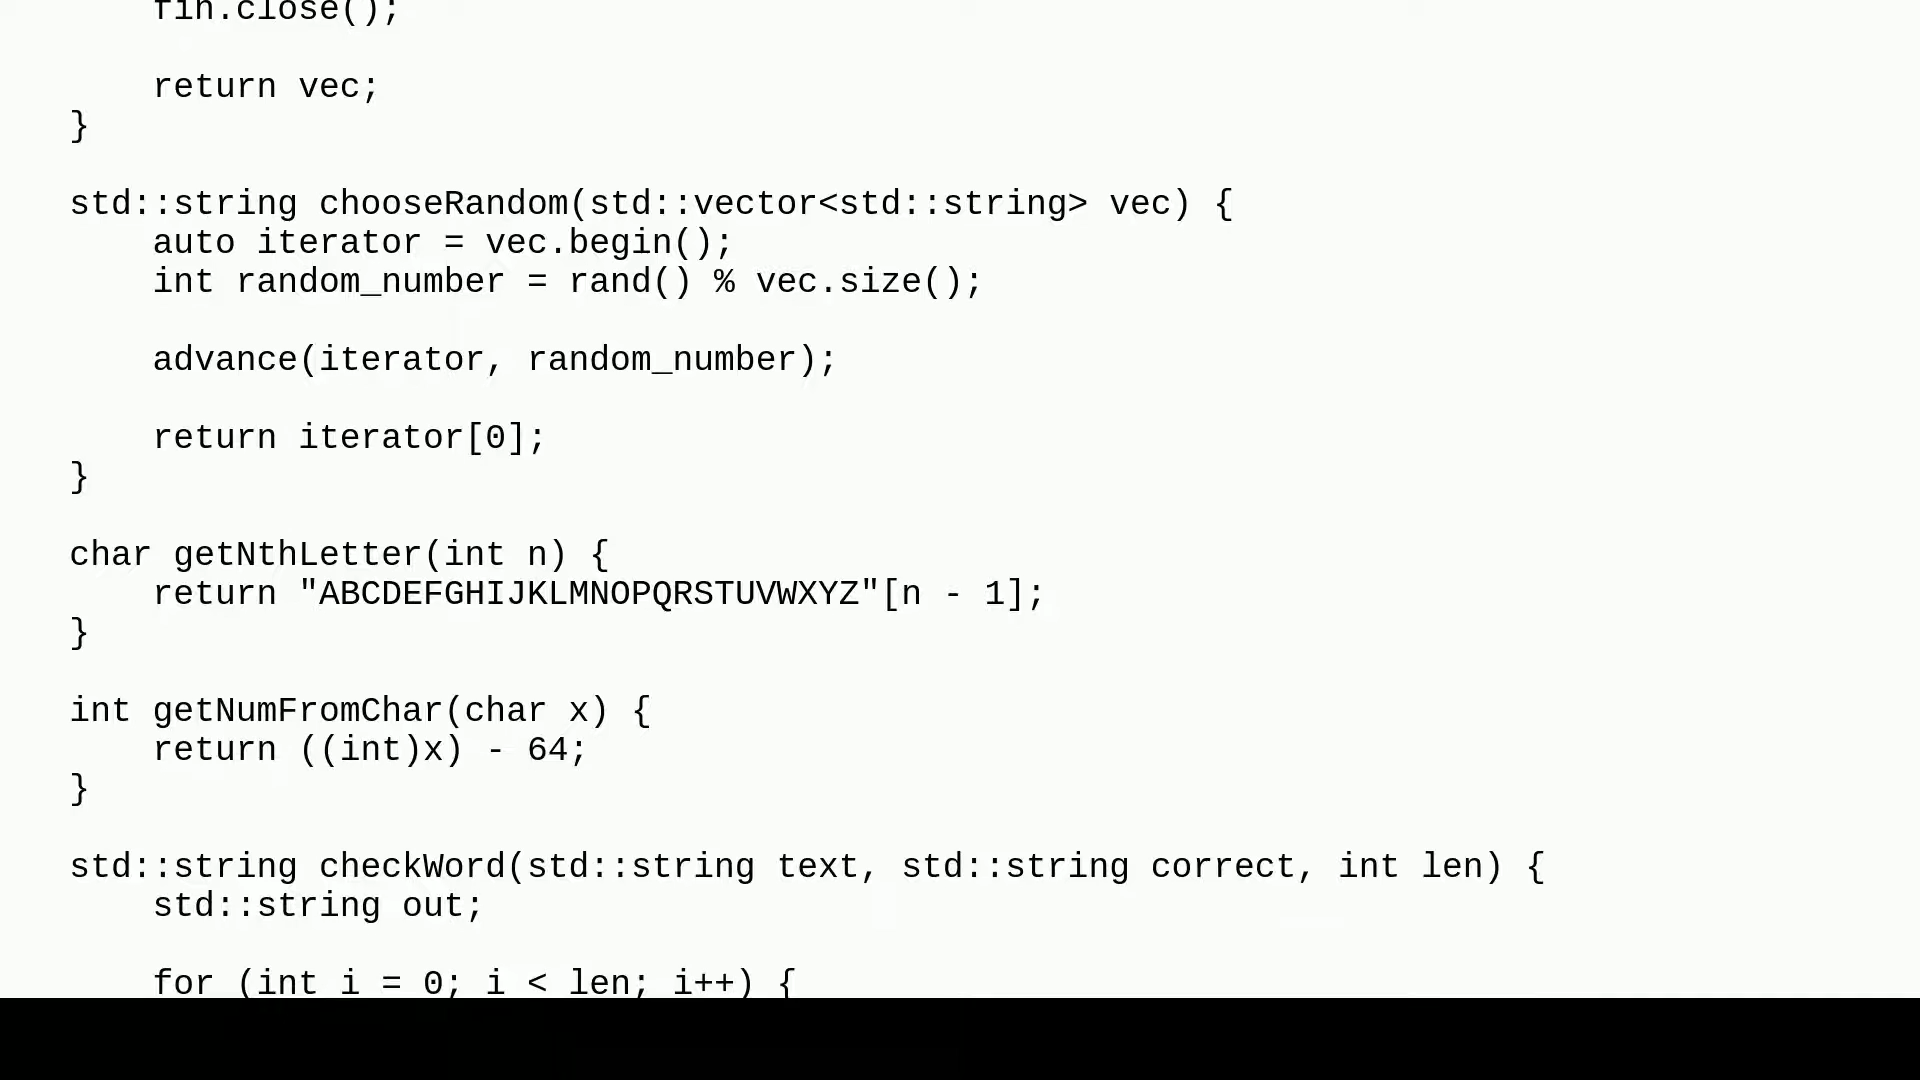 fin.close();
return vec;
}
std::string chooseRandom(std::vector<std::string> vec) {
auto iterator = vec.begin();
int random_number = rand() % vec.size();
advance(iterator, random_number);
return iterator[0];
}
char getNthLetter(int n) {
return "ABCDEFGHIJKLMNOPQRSTUVWXYZ"[n - 1];
}
int getNumFromChar(char x) {
return ((int)x) - 64;
}
std::string checkWord(std::string text, std::string correct, int len) {
std::string out;
for (int i = 0; i < len; i++) {